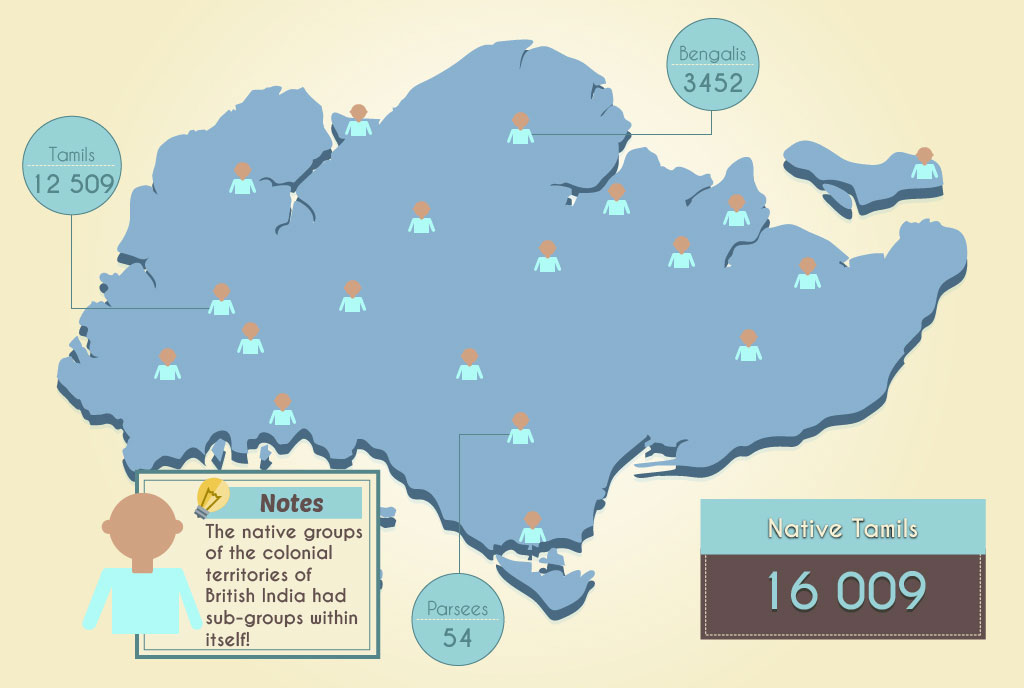 Bengalis
3452
Tamils
12 509
Notes
The native groups
of the colonial
territories of
British India had
sub-groups within
itself!
Parsees
54
Native Tamils
16 009